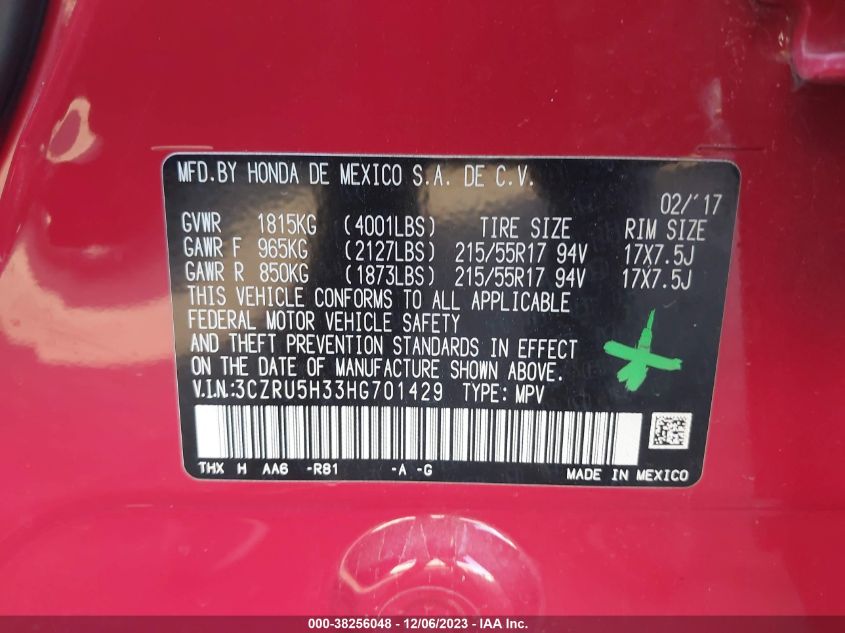 MFD.BY HONDA DE MEXICO S.A. DE C.V.
02/'17
GVWR 1815KG (4001LBS) TIRE SIZE RIM SIZE
GAWR F 965KG (2127LBS) 215/55R17 94V 17X7.5J
GAWR R 850KG (1873LBS) 215/55R17 94V 17X7.5J
THIS VEHICLE CONFORMS TO ALL APPLICABLE
FEDERAL MOTOR VEHICLE SAFETY
AND THEFT PREVENTION STANDARDS IN EFFECT
ON THE DATE OF MANUFACTURE SHOWN ABOVE.
V.I.N:3CZRU5H33HG701429 TYPE: MPV
THX H AA6 -R81 -A -G MADE IN MEXICO
000-38256048 - 12/06/2023 - IAA Inc.